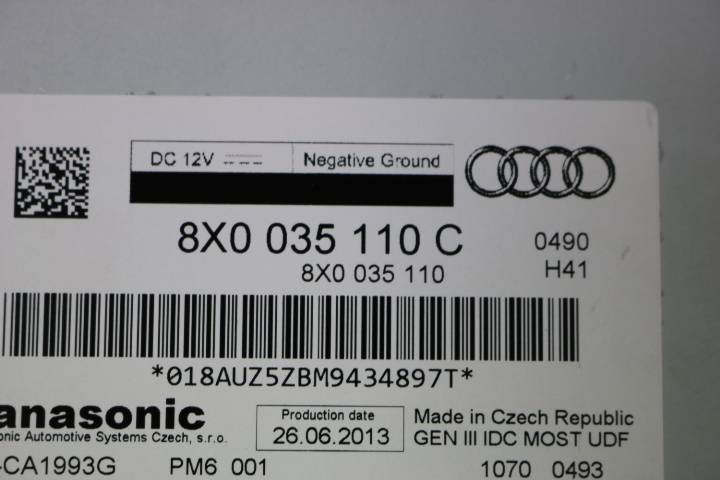 DC 12V Negative Ground
8X0 035 110 C 0490
8X0 035 110 H41
*018AUZ5ZBM9434897T*
anasonic Production date Made in Czech Republic
onic Automotive Systems Czech, s.r.o. 26.06.2013 GEN III IDC MOST UDF
-CA1993G PM6 001 1070 0493